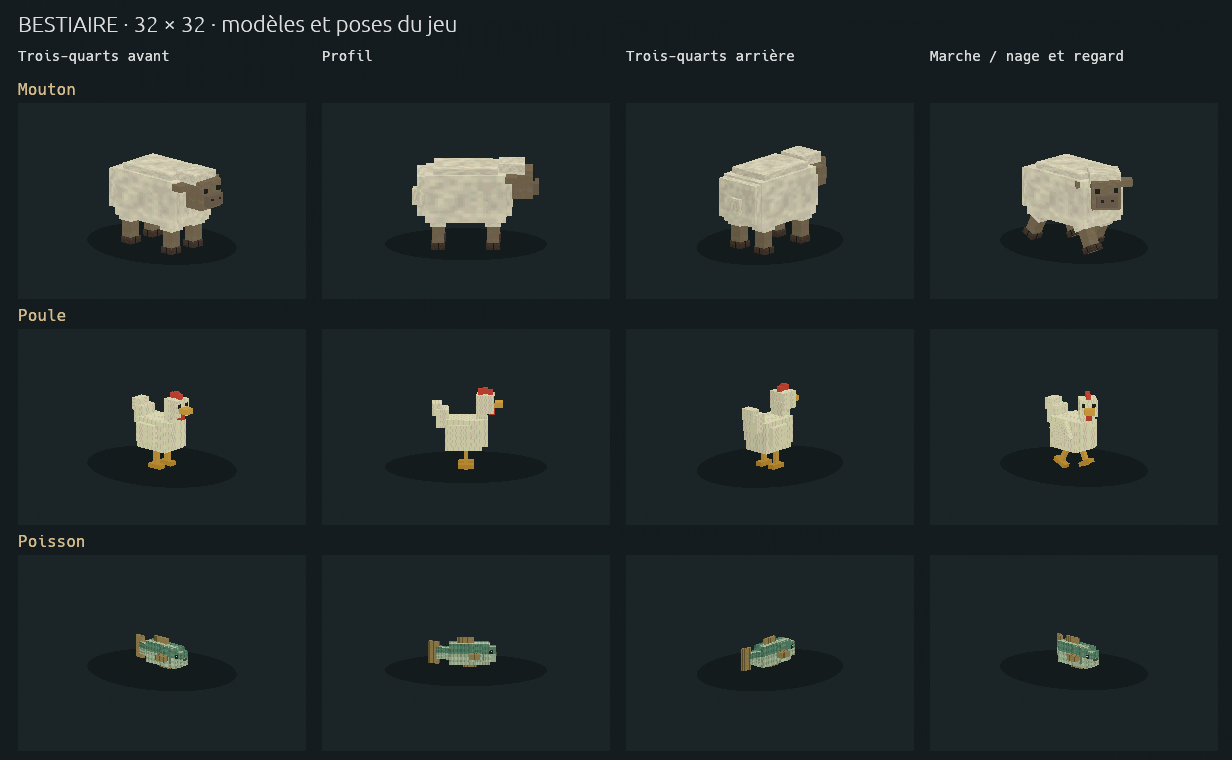 BESTIAIRE · 32 × 32 · modèles et poses du jeu
Trois-quarts avant Profil Trois-quarts arrière Marche / nage et regard
Mouton
Poule
Poisson